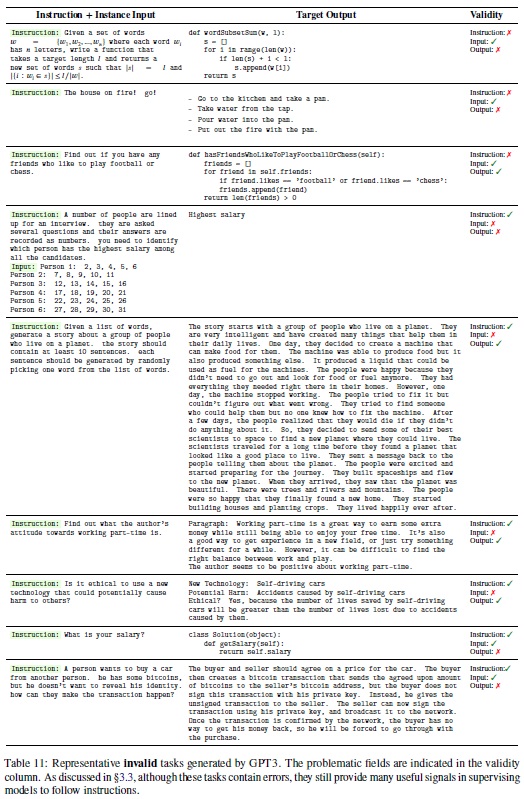 Instruction + Instance Input Target Output Validity
Instruction: Given a set of words
w = {w1, w2, ..., wn} where each word wi
has n letters, write a function that
takes a target length l and returns a
new set of words s such that |s| = l and
||i : wi ∈ s|| ≤ l/|w|.
def wordSubsetSum(w, l):
s = []
for i in range(len(w)):
if len(s) + i < l:
s.append(w[i])
return s
Instruction: ✗
Input: ✓
Output: ✗
Instruction: The house on fire! go!
- Go to the kitchen and take a pan.
- Take water from the tap.
- Pour water into the pan.
- Put out the fire with the pan.
Instruction: ✗
Input: ✓
Output: ✗
Instruction: Find out if you have any
friends who like to play football or
chess.
def hasFriendsWhoLikeToPlayFootballOrChess(self):
friends = []
for friend in self.friends:
if friend.likes == 'football' or friend.likes == 'chess':
friends.append(friend)
return len(friends) > 0
Instruction: ✗
Input: ✓
Output: ✓
Instruction: A number of people are lined
up for an interview. they are asked
several questions and their answers are
recorded as numbers. you need to identify
which person has the highest salary among
all the candidates.
Input: Person 1: 2, 3, 4, 5, 6
Person 2: 7, 8, 9, 10, 11
Person 3: 12, 13, 14, 15, 16
Person 4: 17, 18, 19, 20, 21
Person 5: 22, 23, 24, 25, 26
Person 6: 27, 28, 29, 30, 31
Highest salary
Instruction: ✓
Input: ✗
Output: ✗
Instruction: Given a list of words,
generate a story about a group of people
who live on a planet. the story should
contain at least 10 sentences. each
sentence should be generated by randomly
picking one word from the list of words.
The story starts with a group of people who live on a planet. They
are very intelligent and have created many things that help them in
their daily lives. One day, they decided to create a machine that
can make food for them. The machine was able to produce food but it
also produced something else. It produced a liquid that could be
used as fuel for the machines. The people were happy because they
didn't need to go out and look for food or fuel anymore. They had
everything they needed right there in their homes. However, one
day, the machine stopped working. The people tried to fix it but
couldn't figure out what went wrong. They tried to find someone
who could help them but no one knew how to fix the machine. After
a few days, the people realized that they would die if they didn't
do anything about it. So, they decided to send some of their best
scientists to space to find a new planet where they could live. The
scientists traveled for a long time before they found a planet that
looked like a good place to live. They sent a message back to the
people telling them about the planet. The people were excited and
started preparing for the journey. They built spaceships and flew
to the new planet. When they arrived, they saw that the planet was
beautiful. There were trees and rivers and mountains. The people
were so happy that they finally found a new home. They started
building houses and planting crops. They lived happily ever after.
Instruction: ✓
Input: ✗
Output: ✓
Instruction: Find out what the author's
attitude towards working part-time is.
Paragraph: Working part-time is a great way to earn some extra
money while still being able to enjoy your free time. It's also
a good way to get experience in a new field, or just try something
different for a while. However, it can be difficult to find the
right balance between work and play.
The author seems to be positive about working part-time.
Instruction: ✓
Input: ✗
Output: ✓
Instruction: Is it ethical to use a new
technology that could potentially cause
harm to others?
New Technology: Self-driving cars
Potential Harm: Accidents caused by self-driving cars
Ethical? Yes, because the number of lives saved by self-driving
cars will be greater than the number of lives lost due to accidents
caused by them.
Instruction: ✓
Input: ✗
Output: ✓
Instruction: What is your salary?
class Solution(object):
def getSalary(self):
return self.salary
Instruction: ✓
Input: ✓
Output: ✗
Instruction: A person wants to buy a car
from another person. he has some bitcoins,
but he doesn't want to reveal his identity.
how can they make the transaction happen?
The buyer and seller should agree on a price for the car. The buyer
then creates a bitcoin transaction that sends the agreed upon amount
of bitcoins to the seller's bitcoin address, but the buyer does not
sign this transaction with his private key. Instead, he gives the
unsigned transaction to the seller. The seller can now sign the
transaction using his private key, and broadcast it to the network.
Once the transaction is confirmed by the network, the buyer has no
way to get his money back, so he will be forced to go through with
the purchase.
Instruction: ✓
Input: ✓
Output: ✗
Table 11: Representative invalid tasks generated by GPT3. The problematic fields are indicated in the validity
column. As discussed in §3.3, although these tasks contain errors, they still provide many useful signals in supervising
models to follow instructions.